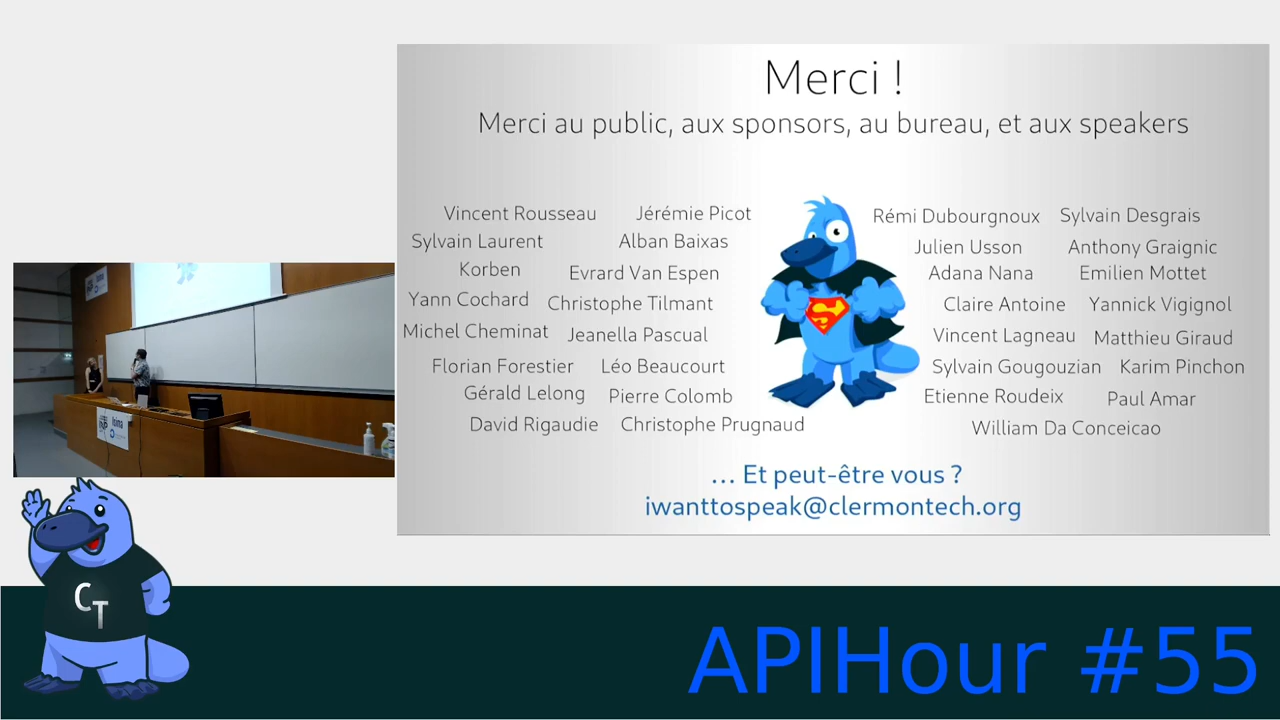 Merci !
Merci au public, aux sponsors, au bureau, et aux speakers
Vincent Rousseau Jérémie Picot
Sylvain Laurent Alban Baixas
Korben Evrard Van Espen
Yann Cochard Christophe Tilmant
Michel Cheminat Jeanella Pascual
Florian Forestier Léo Beaucourt
Gérald Lelong Pierre Colomb
David Rigaudie Christophe Prugnaud
Rémi Dubourgnoux Sylvain Desgrais
Julien Usson Anthony Graignic
Adana Nana Emilien Mottet
Claire Antoine Yannick Vigignol
Vincent Lagneau Matthieu Giraud
Sylvain Gougouzian Karim Pinchon
Etienne Roudeix Paul Amar
William Da Conceicao
... Et peut-être vous ?
iwanttospeak@clermontech.org
isima
CT
APIHour #55